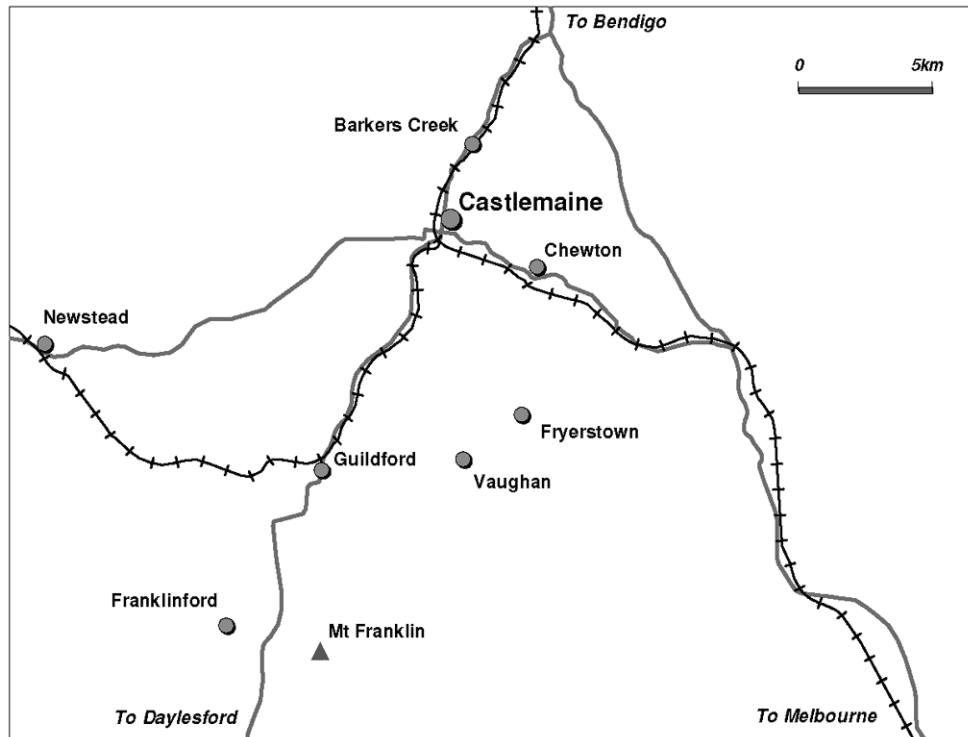 To Bendigo
0 5km
Barkers Creek
Castlemaine
Chewton
Newstead
Fryerstown
Guildford
Vaughan
Franklinford
Mt Franklin
To Daylesford
To Melbourne